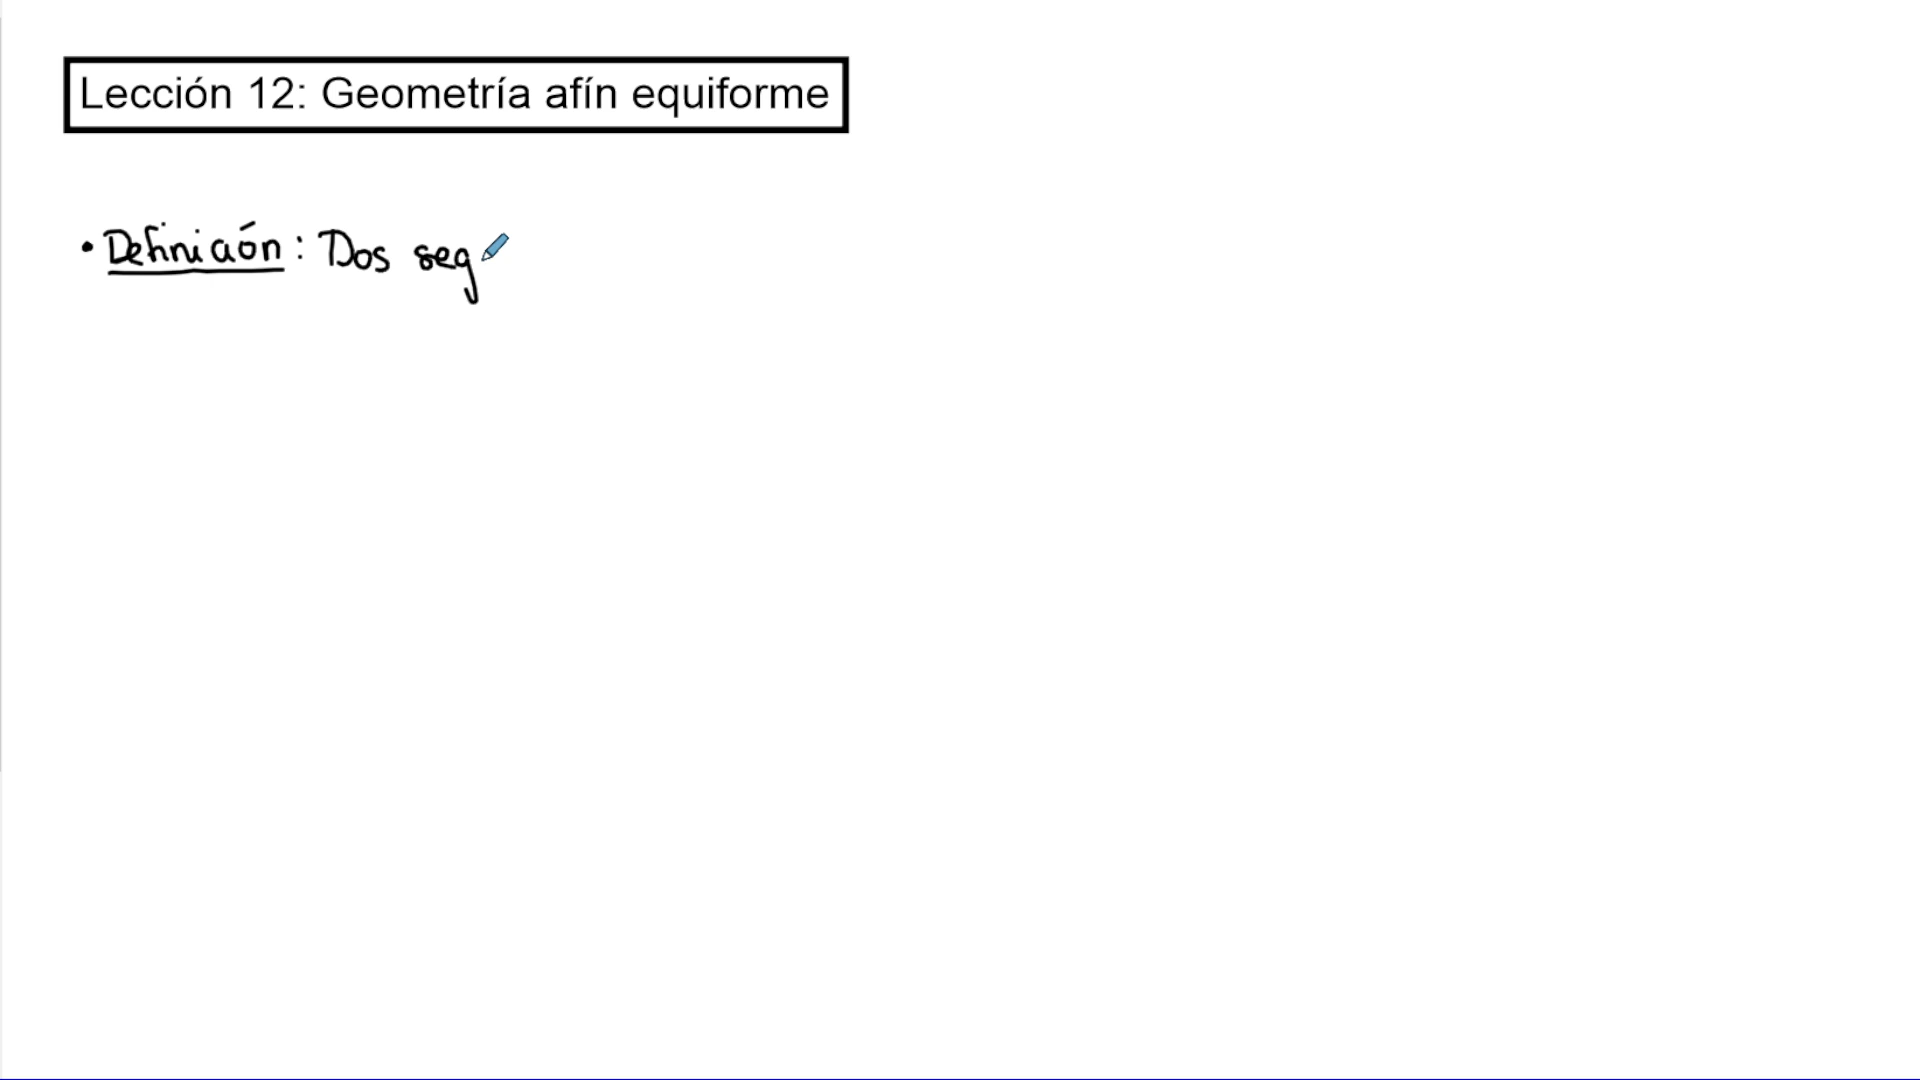 Lección 12: Geometría afín equiforme
• Definición: Dos seg